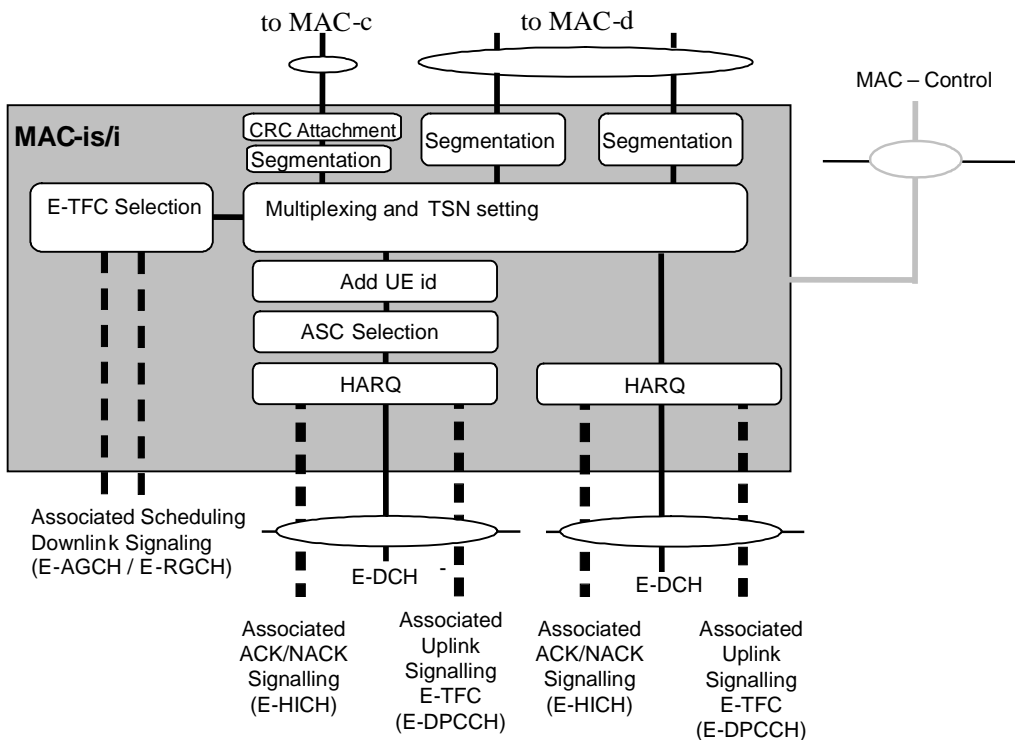 to MAC-c
to MAC-d
MAC – Control
MAC-is/i
CRC Attachment
Segmentation
Segmentation
Segmentation
E-TFC Selection
Multiplexing and TSN setting
Add UE id
ASC Selection
HARQ
HARQ
Associated Scheduling
Downlink Signaling
(E-AGCH / E-RGCH)
E-DCH -
E-DCH
Associated
ACK/NACK
Signalling
(E-HICH)
Associated
Uplink
Signalling
E-TFC
(E-DPCCH)
Associated
ACK/NACK
Signalling
(E-HICH)
Associated
Uplink
Signalling
E-TFC
(E-DPCCH)